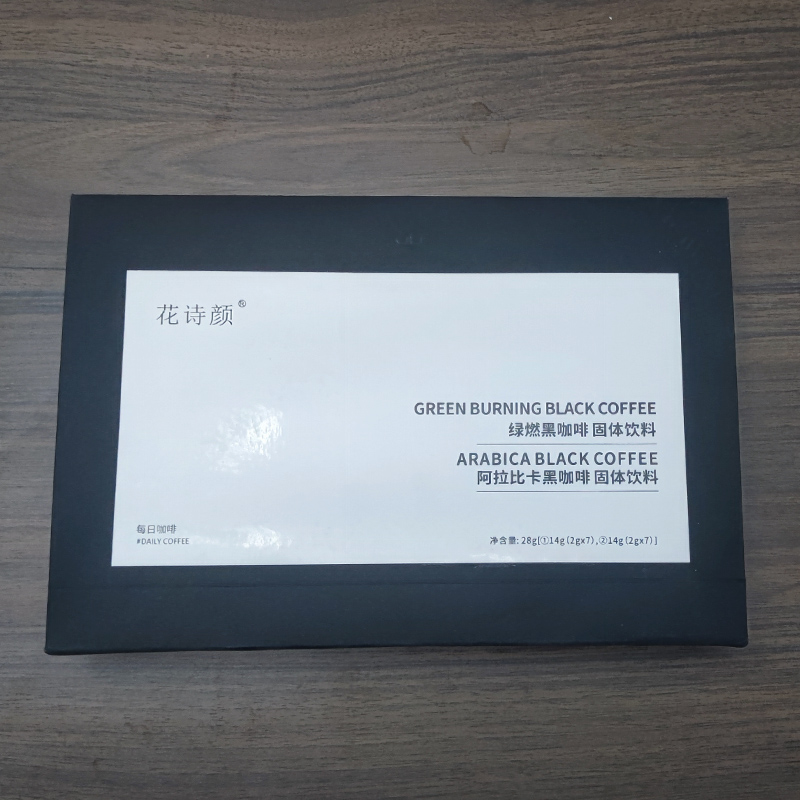 花诗颜®
GREEN BURNING BLACK COFFEE
绿燃黑咖啡 固体饮料
ARABICA BLACK COFFEE
阿拉比卡黑咖啡 固体饮料
每日咖啡
#DAILY COFFEE
净含量: 28g[①14g(2gx7),②14g(2gx7)]